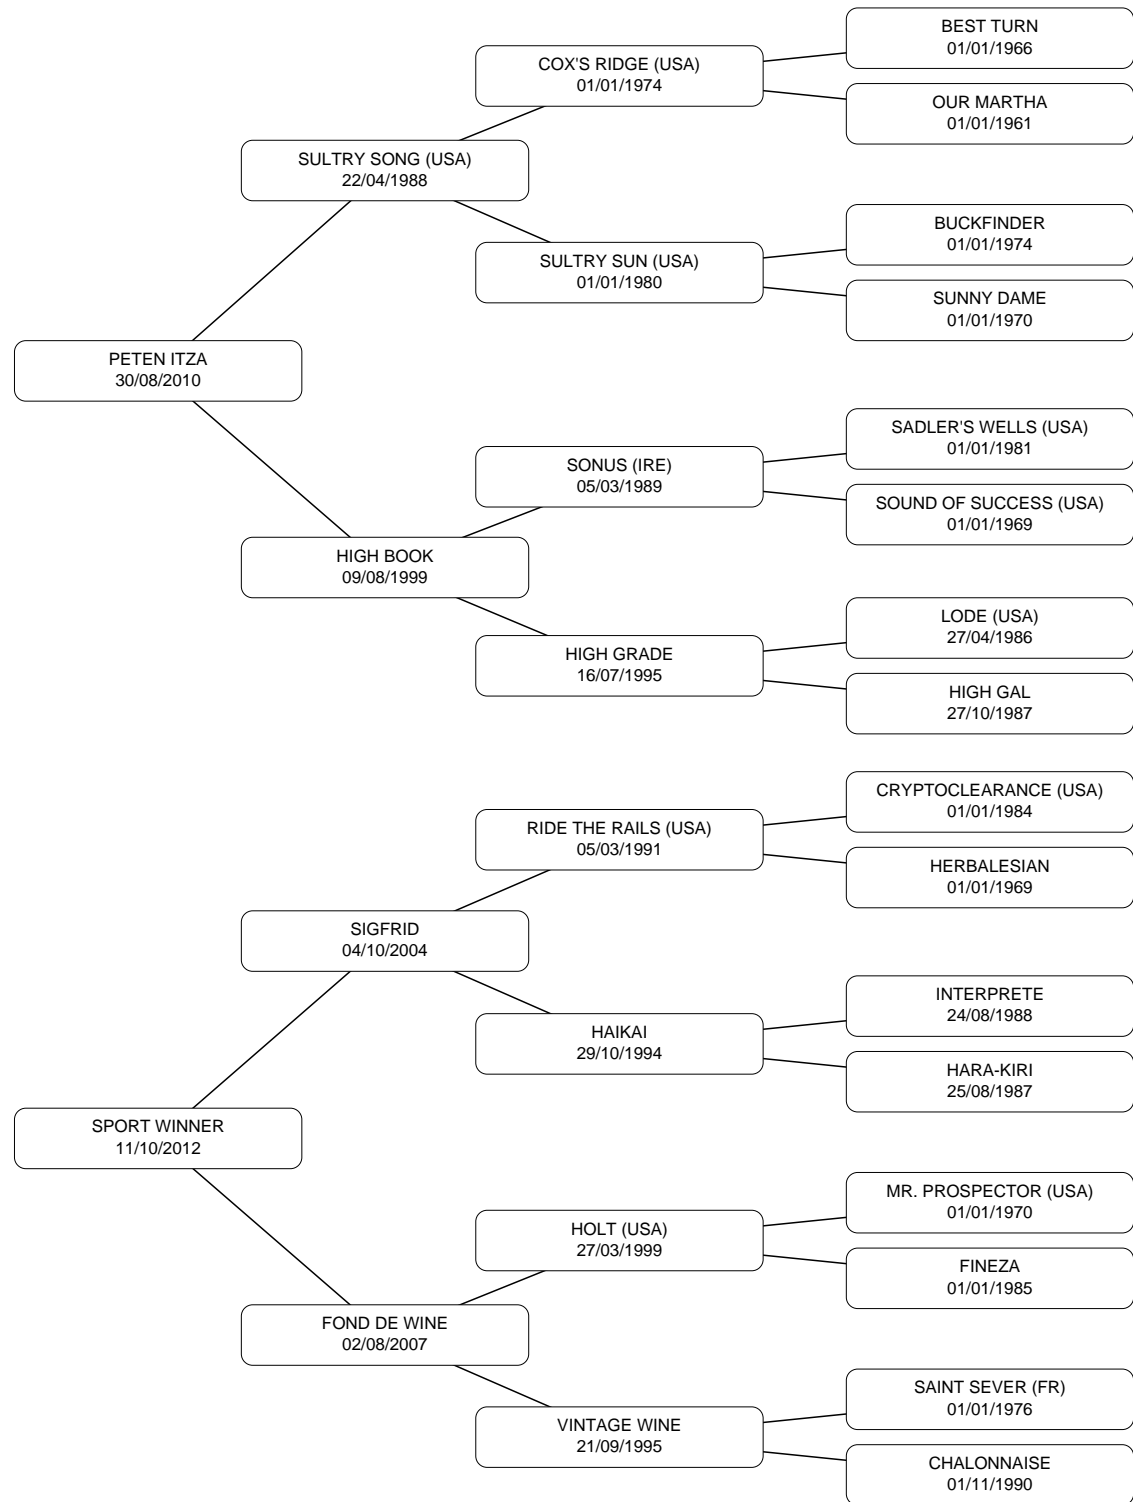 BEST TURN
01/01/1966
COX'S RIDGE (USA)
01/01/1974
OUR MARTHA
01/01/1961
SULTRY SONG (USA)
22/04/1988
BUCKFINDER
01/01/1974
SULTRY SUN (USA)
01/01/1980
SUNNY DAME
01/01/1970
PETEN ITZA
30/08/2010
SADLER'S WELLS (USA)
01/01/1981
SONUS (IRE)
05/03/1989
SOUND OF SUCCESS (USA)
01/01/1969
HIGH BOOK
09/08/1999
LODE (USA)
27/04/1986
HIGH GRADE
16/07/1995
HIGH GAL
27/10/1987
CRYPTOCLEARANCE (USA)
01/01/1984
RIDE THE RAILS (USA)
05/03/1991
HERBALESIAN
01/01/1969
SIGFRID
04/10/2004
INTERPRETE
24/08/1988
HAIKAI
29/10/1994
HARA-KIRI
25/08/1987
SPORT WINNER
11/10/2012
MR. PROSPECTOR (USA)
01/01/1970
HOLT (USA)
27/03/1999
FINEZA
01/01/1985
FOND DE WINE
02/08/2007
SAINT SEVER (FR)
01/01/1976
VINTAGE WINE
21/09/1995
CHALONNAISE
01/11/1990